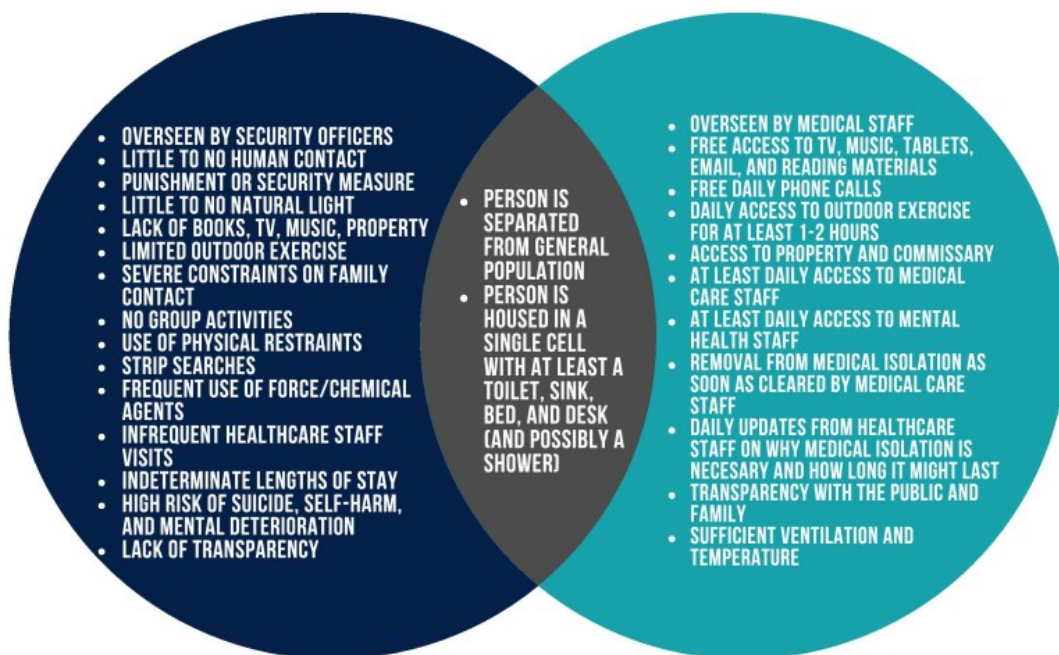 • OVERSEEN BY SECURITY OFFICERS
• LITTLE TO NO HUMAN CONTACT
• PUNISHMENT OR SECURITY MEASURE
• LITTLE TO NO NATURAL LIGHT
• LACK OF BOOKS, TV, MUSIC, PROPERTY
• LIMITED OUTDOOR EXERCISE
• SEVERE CONSTRAINTS ON FAMILY
CONTACT
• NO GROUP ACTIVITIES
• USE OF PHYSICAL RESTRAINTS
• STRIP SEARCHES
• FREQUENT USE OF FORCE/CHEMICAL
AGENTS
• INFREQUENT HEALTHCARE STAFF
VISITS
• INDETERMINATE LENGTHS OF STAY
• HIGH RISK OF SUICIDE, SELF-HARM,
AND MENTAL DETERIORATION
• LACK OF TRANSPARENCY
• PERSON IS
SEPARATED
FROM GENERAL
POPULATION
• PERSON IS
HOUSED IN A
SINGLE CELL
WITH AT LEAST A
TOILET, SINK,
BED, AND DESK
(AND POSSIBLY A
SHOWER)
• OVERSEEN BY MEDICAL STAFF
• FREE ACCESS TO TV, MUSIC, TABLETS,
EMAIL, AND READING MATERIALS
• FREE DAILY PHONE CALLS
• DAILY ACCESS TO OUTDOOR EXERCISE
FOR AT LEAST 1-2 HOURS
• ACCESS TO PROPERTY AND COMMISSARY
• AT LEAST DAILY ACCESS TO MEDICAL
CARE STAFF
• AT LEAST DAILY ACCESS TO MENTAL
HEALTH STAFF
• REMOVAL FROM MEDICAL ISOLATION AS
SOON AS CLEARED BY MEDICAL CARE
STAFF
• DAILY UPDATES FROM HEALTHCARE
STAFF ON WHY MEDICAL ISOLATION IS
NECESARY AND HOW LONG IT MIGHT LAST
• TRANSPARENCY WITH THE PUBLIC AND
FAMILY
• SUFFICIENT VENTILATION AND
TEMPERATURE